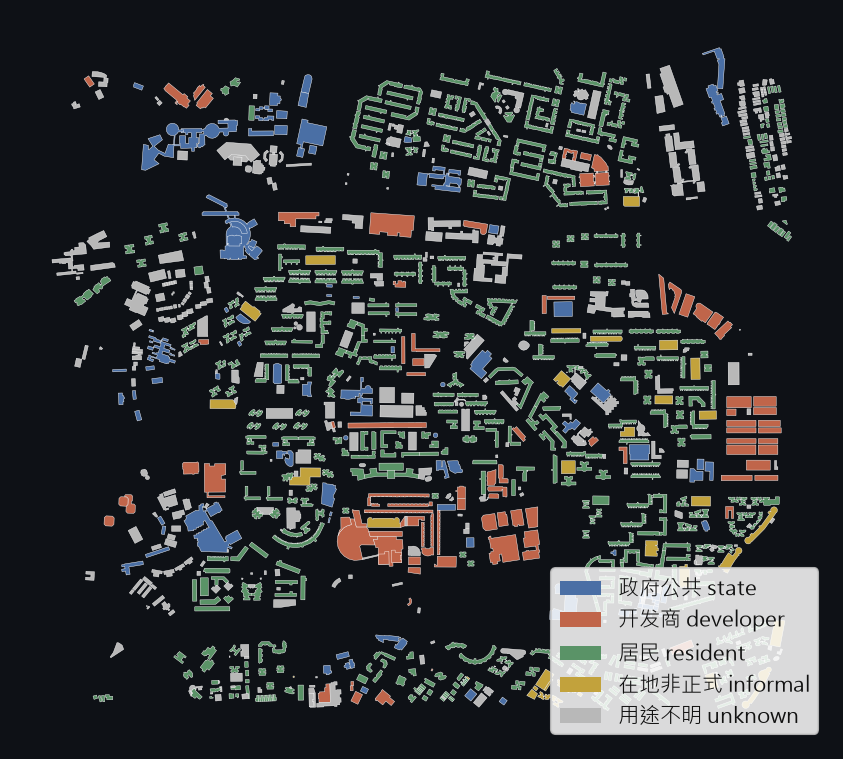 政府公共 state
开发商 developer
居民 resident
在地非正式 informal
用途不明 unknown